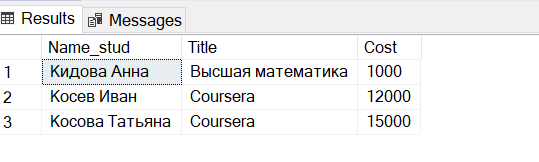 Results Messages
Name_stud Title Cost
1 Кидова Анна Высшая математика 1000
2 Косев Иван Coursera 12000
3 Косова Татьяна Coursera 15000